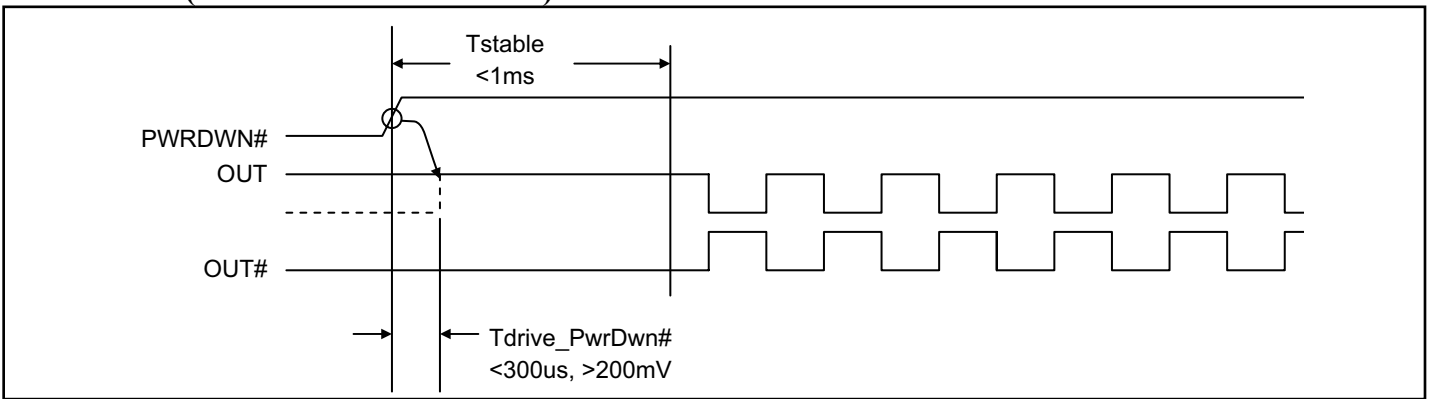 Tstable
<1ms
PWRDWN#
OUT
OUT#
Tdrive_PwrDwn#
<300us, >200mV